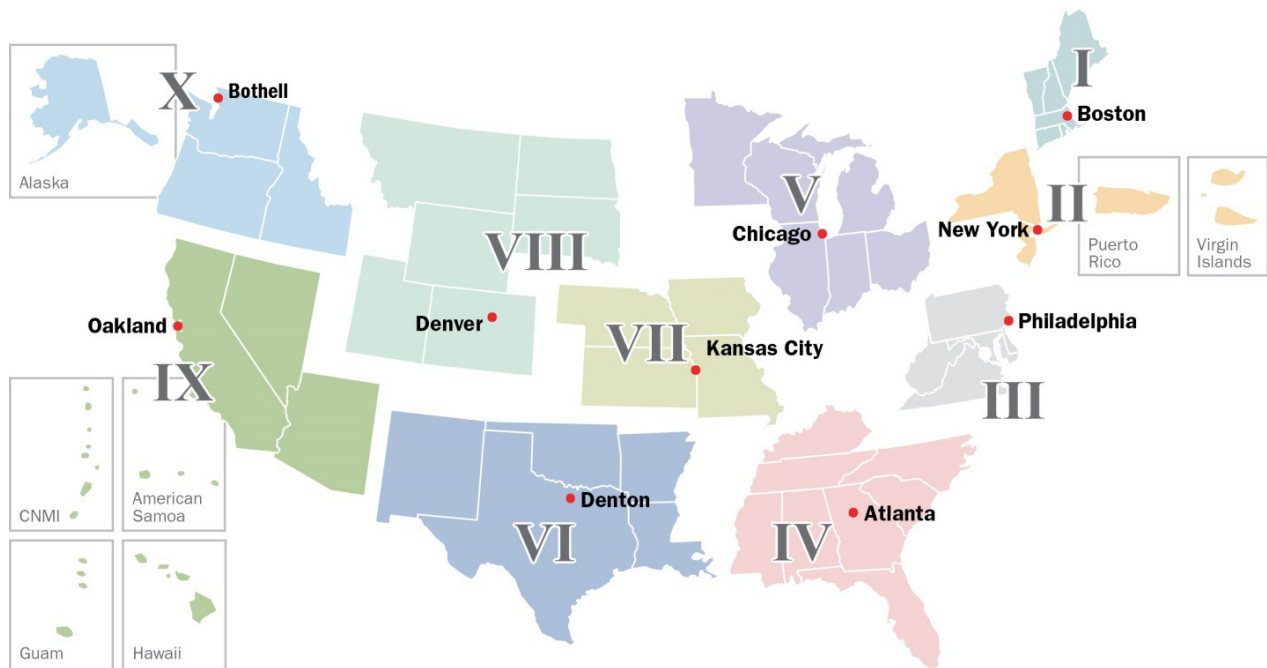 X
Bothell
Alaska
I
Boston
V
Chicago
II
New York
Puerto
Rico
Virgin
Islands
VIII
Denver
Oakland
IX
VII
Kansas City
Philadelphia
III
CNMI
American
Samoa
Guam
Hawaii
VI
Denton
IV
Atlanta